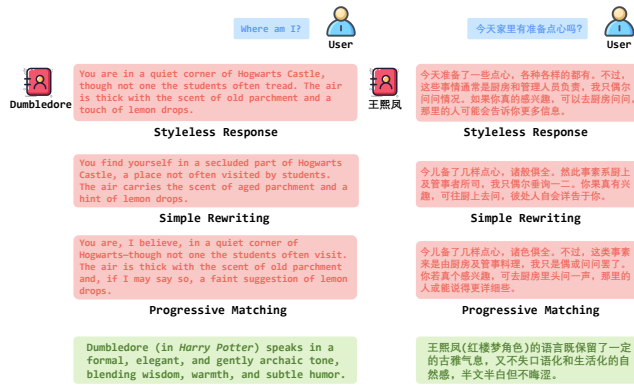 Where am I?
User
Dumbledore
You are in a quiet corner of Hogwarts Castle,
though not one the students often tread. The air
is thick with the scent of old parchment and a
touch of lemon drops.
Styleless Response
You find yourself in a secluded part of Hogwarts
Castle, a place not often visited by students.
The air carries the scent of aged parchment and a
hint of lemon drops.
Simple Rewriting
You are, I believe, in a quiet corner of
Hogwarts—though not one the students often visit.
The air is thick with the scent of old parchment
and, if I may say so, a faint suggestion of lemon
drops.
Progressive Matching
Dumbledore (in Harry Potter) speaks in a
formal, elegant, and gently archaic tone,
blending wisdom, warmth, and subtle humor.
今天家里有准备点心吗?
User
王熙凤
今天准备了一些点心，各种各样的都有。不过，
这些事情通常是厨房和管理人员负责，我只偶尔
问问情况。如果你真的感兴趣，可以去厨房问问，
那里的人可能会告诉你更多信息。
Styleless Response
今儿备了几样点心，诸般俱全。然此事素系厨上
及管事者所司，我只偶尔垂询一二。你果真有兴
趣，可往厨上去问，彼处人自会详告于你。
Simple Rewriting
今儿备了几样点心，诸色俱全。不过，这类事素
来是由厨房及管事料理，我只是偶或问问罢了。
你若真个感兴趣，可去厨房里头问一声，那里的
人或能说得更详细些。
Progressive Matching
王熙凤(红楼梦角色)的语言既保留了一定
的古雅气息，又不失口语化和生活化的自
然感，半文半白但不晦涩。